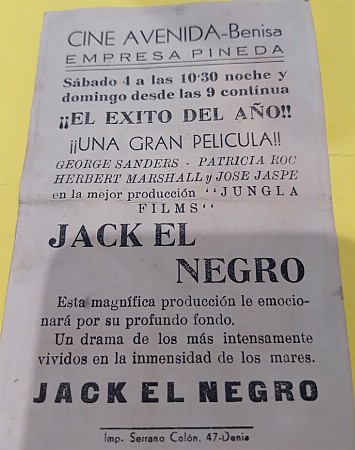 CINE AVENIDA-Benisa
EMPRESA PINEDA
Sábado 4 a las 10'30 noche y
domingo desde las 9 contínua
¡¡EL EXITO DEL AÑO!!
¡¡UNA GRAN PELICULA!!
GEORGE SANDERS - PATRICIA ROC
HERBERT MARSHALL y JOSE JASPE
en la mejor producción ''JUNGLA
FILMS''
JACK EL
NEGRO
Esta magnífica producción le emocio-
nará por su profundo fondo.
Un drama de los más intensamente
vividos en la inmensidad de los mares.
JACK EL NEGRO
Imp. Serrano Colón, 47-Denia